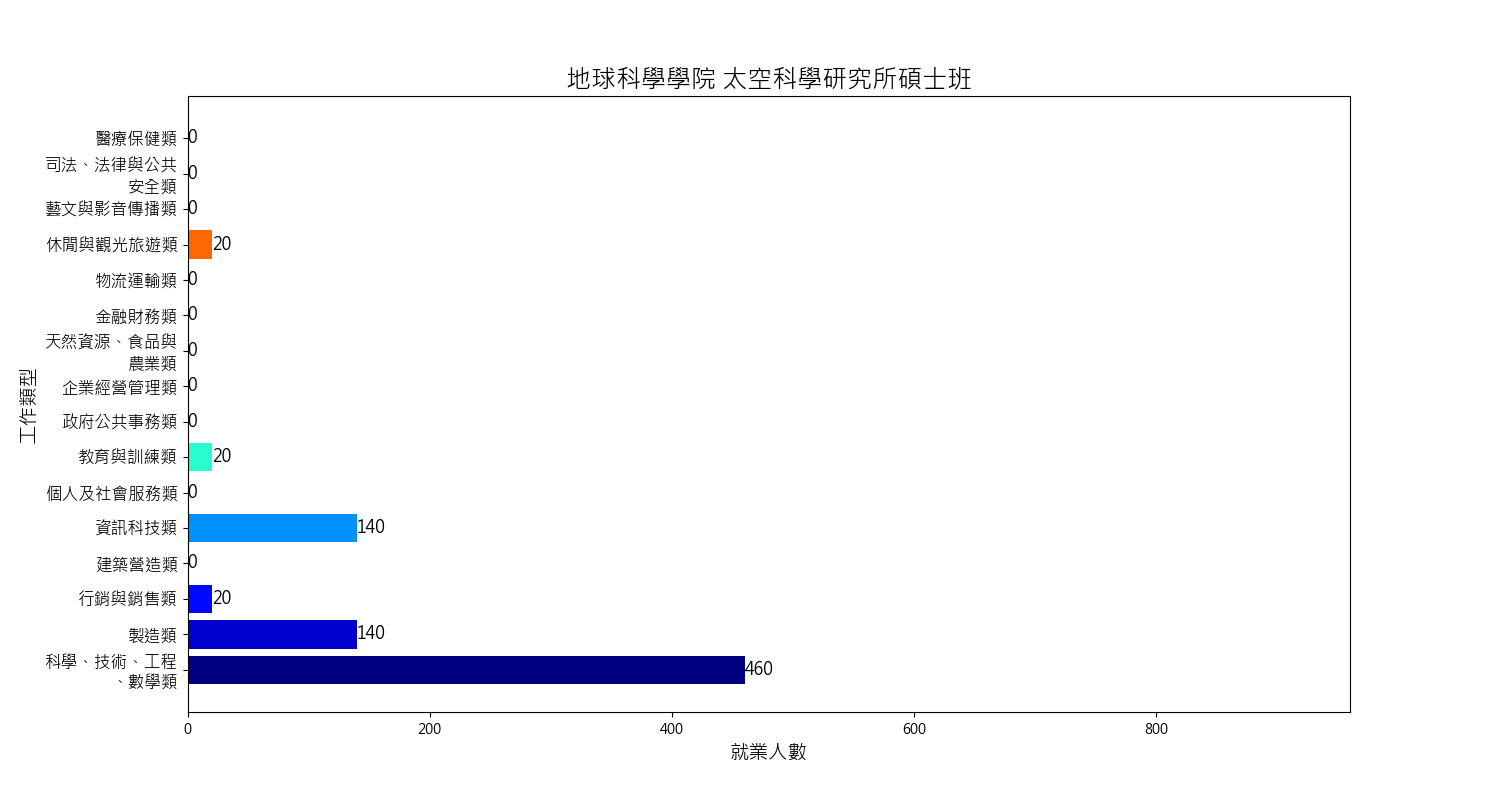 地球科學學院 太空科學研究所碩士班
醫療保健類 0
司法、法律與公共
安全類 0
藝文與影音傳播類 0
休閒與觀光旅遊類 20
物流運輸類 0
金融財務類 0
天然資源、食品與
農業類 0
企業經營管理類 0
政府公共事務類 0
教育與訓練類 20
個人及社會服務類 0
資訊科技類 140
建築營造類 0
行銷與銷售類 20
製造類 140
科學、技術、工程
、數學類 460
工作類型
0 200 400 600 800
就業人數